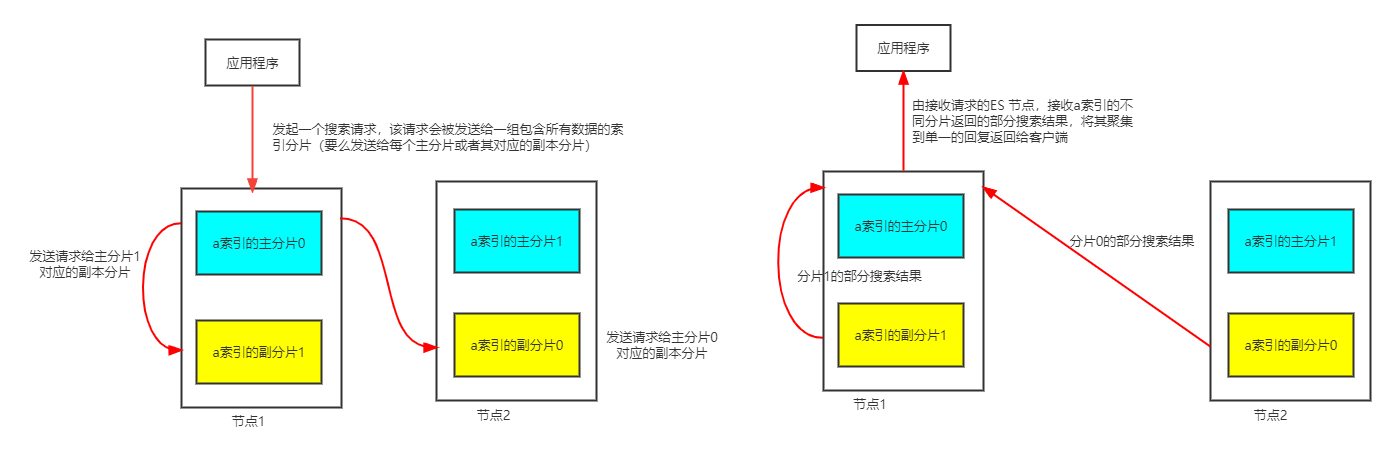 应用程序
发起一个搜索请求，该请求会被发送给一组包含所有数据的索
引分片（要么发送给每个主分片或者其对应的副本分片）
发送请求给主分片1
对应的副本分片
a索引的主分片0
a索引的副分片1
节点1
a索引的主分片1
a索引的副分片0
节点2
发送请求给主分片0
对应的副本分片
应用程序
由接收请求的ES 节点，接收a索引的不
同分片返回的部分搜索结果，将其聚集
到单一的回复返回给客户端
a索引的主分片0
分片1的部分搜索结果
a索引的副分片1
节点1
分片0的部分搜索结果
a索引的主分片1
a索引的副分片0
节点2